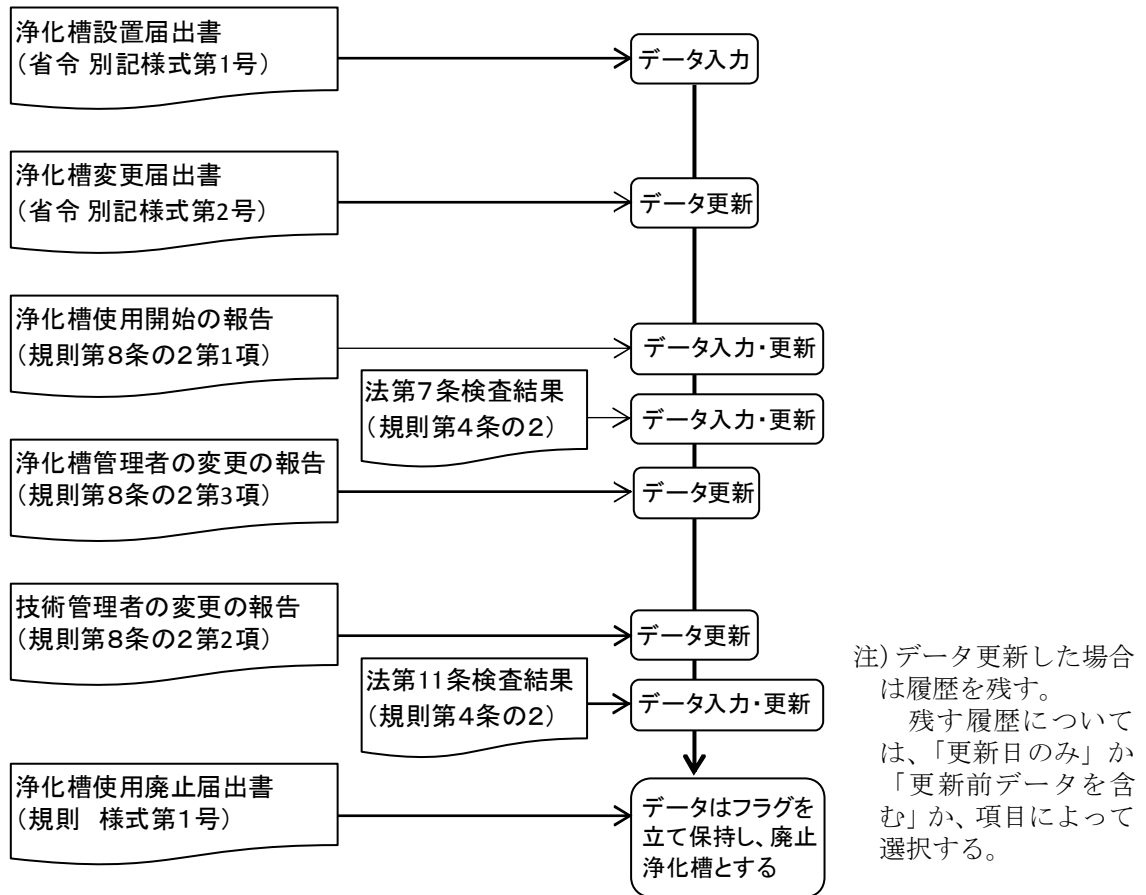 浄化槽設置届出書
（省令 別記様式第1号）
データ入力
浄化槽変更届出書
（省令 別記様式第2号）
データ更新
浄化槽使用開始の報告
（規則第８条の２第1項）
データ入力・更新
法第７条検査結果
（規則第４条の２）
データ入力・更新
浄化槽管理者の変更の報告
（規則第８条の２第3項）
データ更新
技術管理者の変更の報告
（規則第８条の２第2項）
データ更新
法第11条検査結果
（規則第４条の２）
データ入力・更新
浄化槽使用廃止届出書
（規則　様式第１号）
データはフラグを
立て保持し、廃止
浄化槽とする
注）データ更新した場合
は履歴を残す。
残す履歴について
は、「更新日のみ」か
「更新前データを含
む」か、項目によって
選択する。